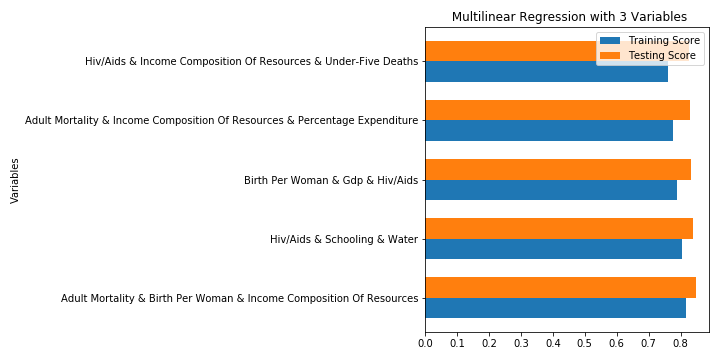 Multilinear Regression with 3 Variables
Training Score
Testing Score
Hiv/Aids & Income Composition Of Resources & Under-Five Deaths
Adult Mortality & Income Composition Of Resources & Percentage Expenditure
Birth Per Woman & Gdp & Hiv/Aids
Hiv/Aids & Schooling & Water
Adult Mortality & Birth Per Woman & Income Composition Of Resources
Variables
0.0 0.1 0.2 0.3 0.4 0.5 0.6 0.7 0.8